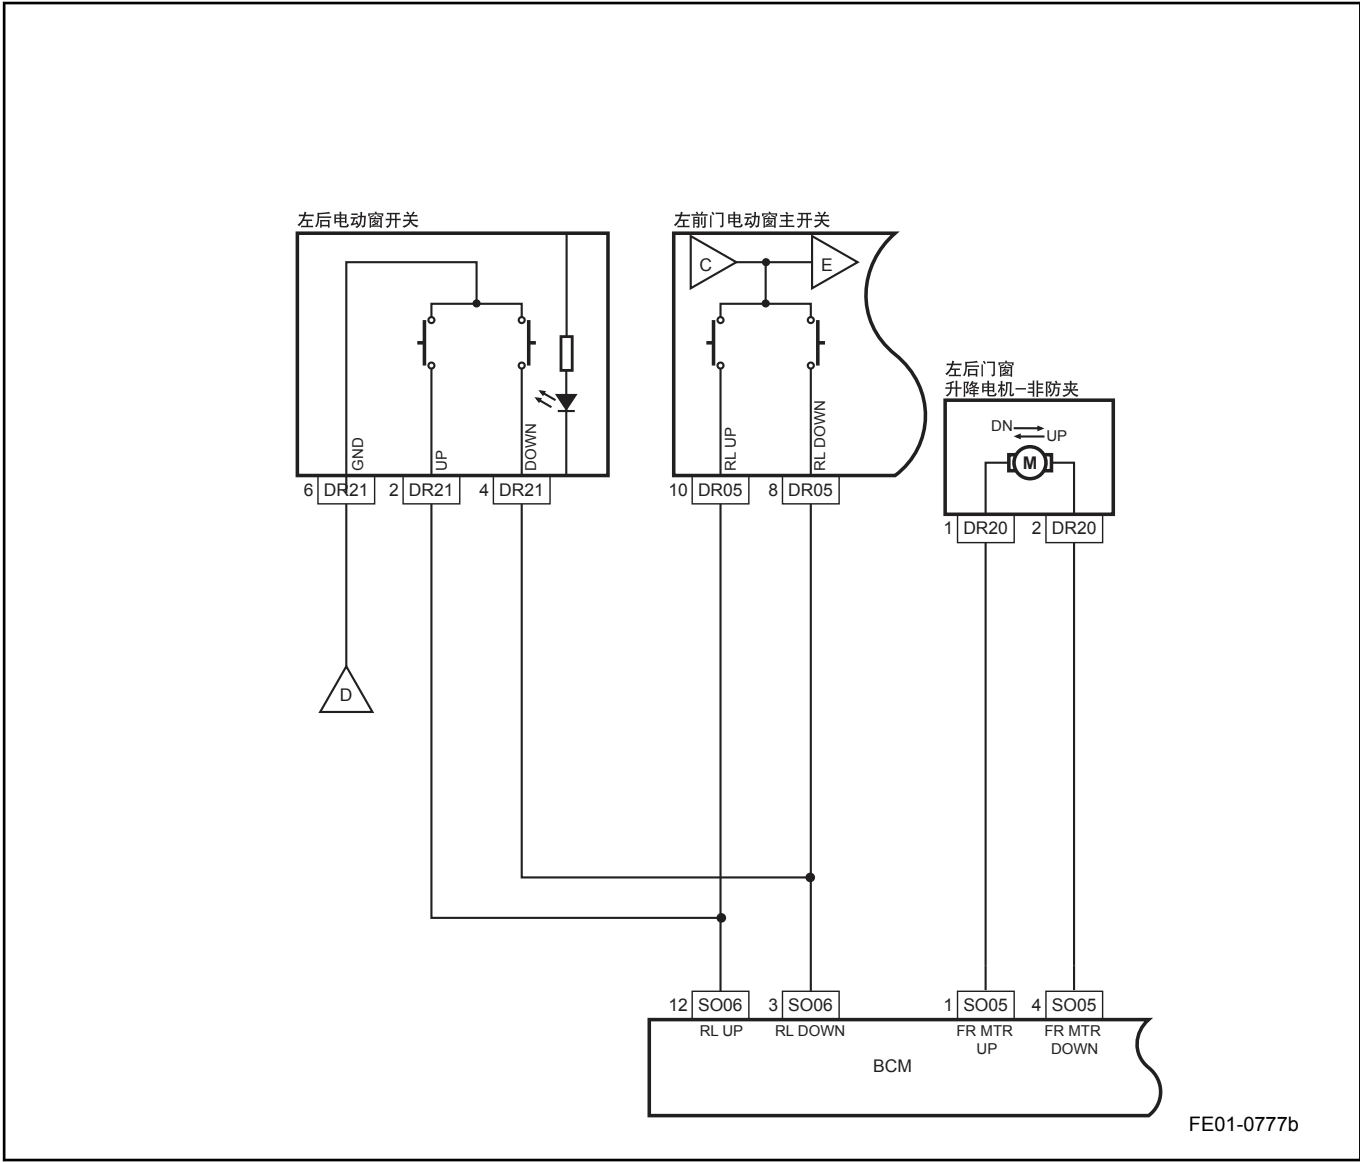 左后电动窗开关
左前门电动窗主开关
C
E
左后门窗
升降电机-非防夹
DN
UP
M
GND
UP
DOWN
RL UP
RL DOWN
6 DR21 2 DR21 4 DR21
10 DR05 8 DR05
1 DR20 2 DR20
D
12 SO06 3 SO06 1 SO05 4 SO05
RL UP RL DOWN FR MTR UP FR MTR DOWN
BCM
FE01-0777b